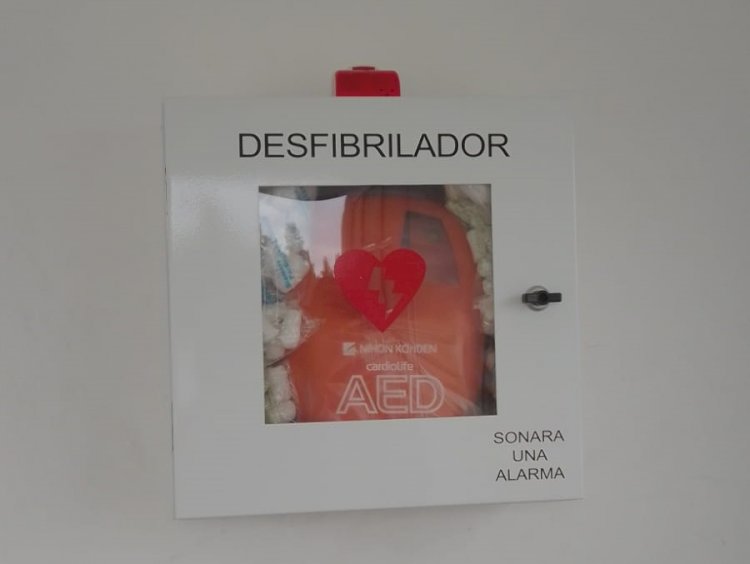 DESFIBRILADOR
NIHON KOHDEN
cardiolife
AED
SONARA
UNA
ALARMA